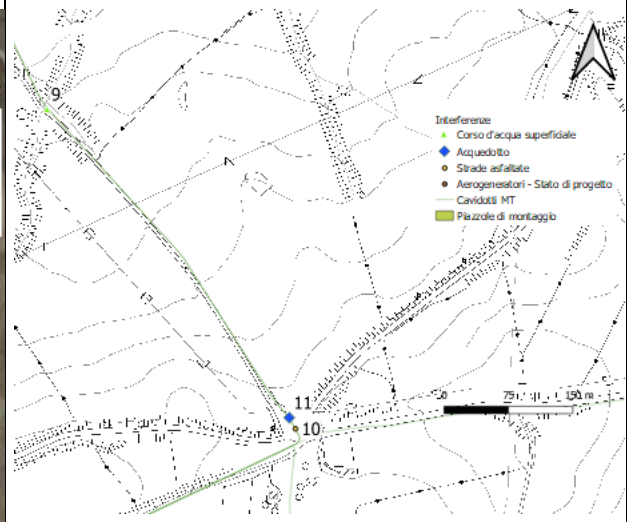 9
Interferenze
Corso d'acqua superficiale
Acquedotto
Strade asfaltate
Aerogeneratori - Stato di progetto
Cavidotti MT
Piazzole di montaggio
0 75 150 m
11
10